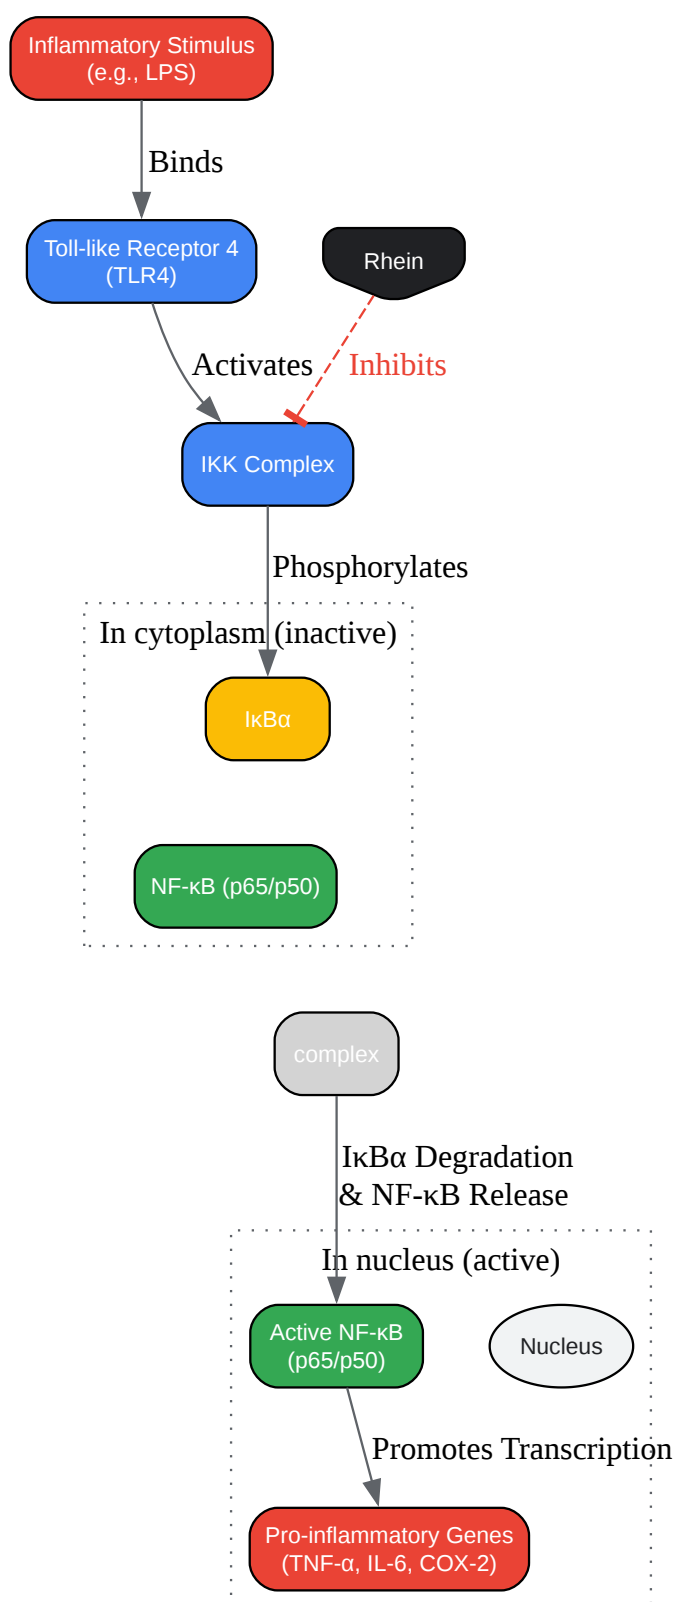 Inflammatory Stimulus
(e.g., LPS)
Binds
Toll-like Receptor 4
(TLR4)
Rhein
Activates
Inhibits
IKK Complex
Phosphorylates
In cytoplasm (inactive)
IκBα
NF-κB (p65/p50)
complex
IκBα Degradation
& NF-κB Release
In nucleus (active)
Active NF-κB
(p65/p50)
Nucleus
Promotes Transcription
Pro-inflammatory Genes
(TNF-α, IL-6, COX-2)